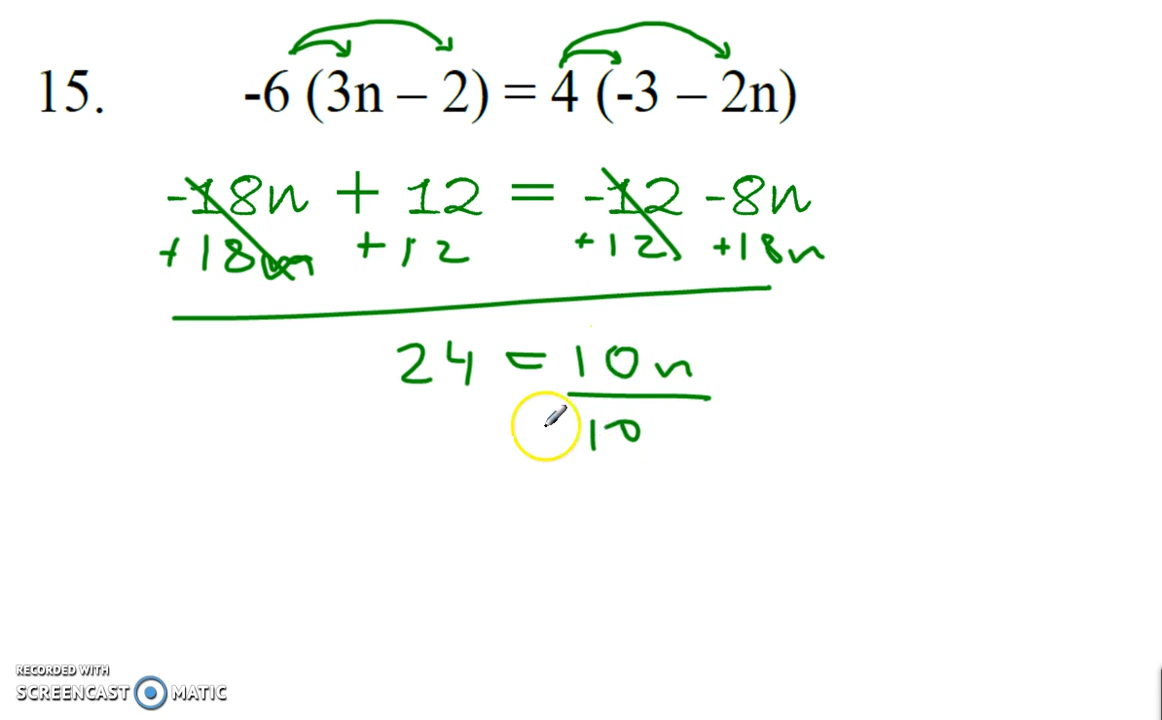 15. -6 (3n – 2) = 4 (-3 – 2n)
-18n + 12 = -12 -8n
+18n +12 +12 +18n
24 = 10n
10
RECORDED WITH
SCREENCAST MATIC